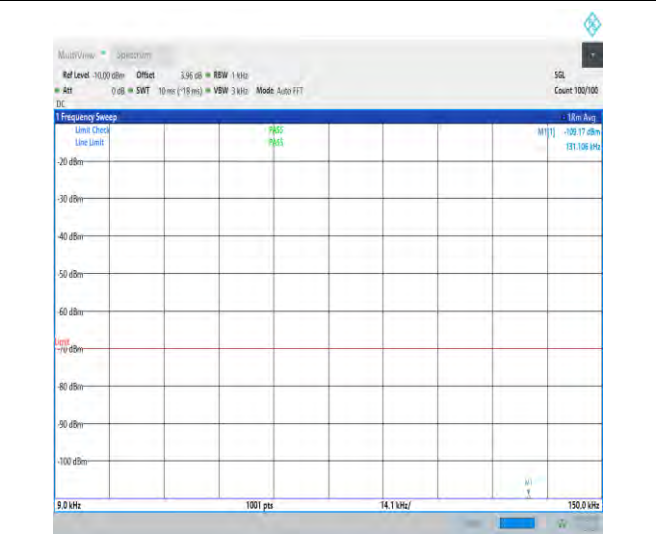 MultiView Spectrum
Ref Level -10.00 dBm Offset 3.96 dB RBW 1 kHz SGL
Att 0 dB SWT 10 ms (~18 ms) VBW 3 kHz Mode Auto FFT Count 100/100
DC
1 Frequency Sweep 1Rm Avg
Limit Check PASS M1[1] -109.17 dBm
Line Limit PASS 131.106 kHz
-20 dBm
-30 dBm
-40 dBm
-50 dBm
-60 dBm
Limit
-70 dBm
-80 dBm
-90 dBm
-100 dBm
M1
9.0 kHz 1001 pts 14.1 kHz/ 150.0 kHz